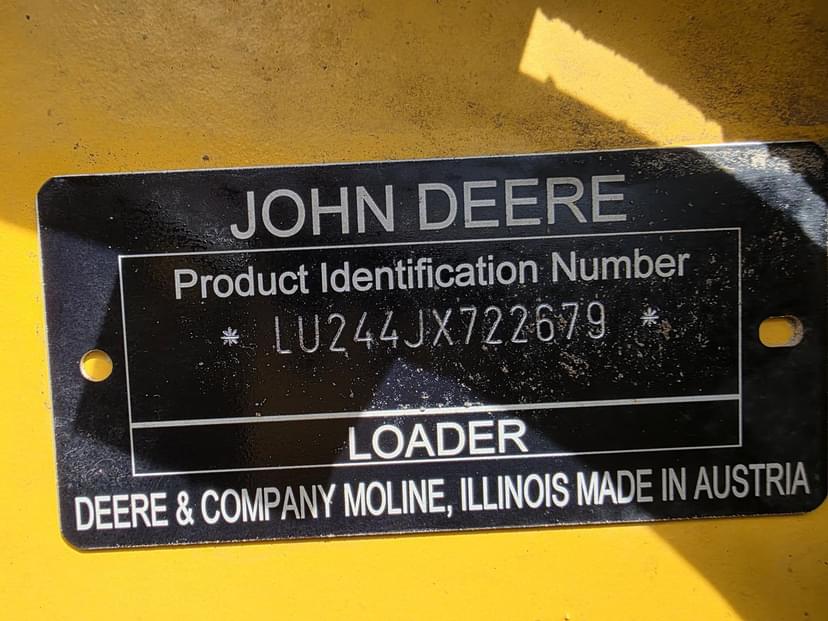 JOHN DEERE
Product Identification Number
* LU244JX722679 *
LOADER
DEERE & COMPANY MOLINE, ILLINOIS MADE IN AUSTRIA